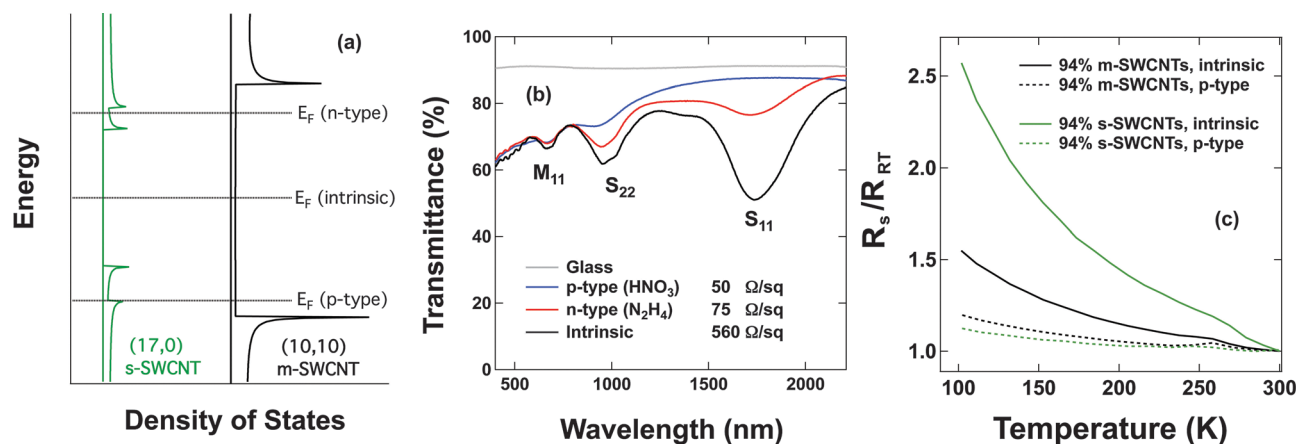 (a)
E_F (n-type)
E_F (intrinsic)
E_F (p-type)
(17,0)
s-SWCNT
(10,10)
m-SWCNT
Energy
Density of States
100
80
60
40
20
0
Transmittance (%)
(b)
M₁₁
S₂₂
S₁₁
Glass
p-type (HNO₃) 50 Ω/sq
n-type (N₂H₄) 75 Ω/sq
Intrinsic 560 Ω/sq
500 1000 1500 2000
Wavelength (nm)
2.5
2.0
1.5
1.0
R_s/R_RT
94% m-SWCNTs, intrinsic
94% m-SWCNTs, p-type
94% s-SWCNTs, intrinsic
94% s-SWCNTs, p-type
(c)
100 150 200 250 300
Temperature (K)